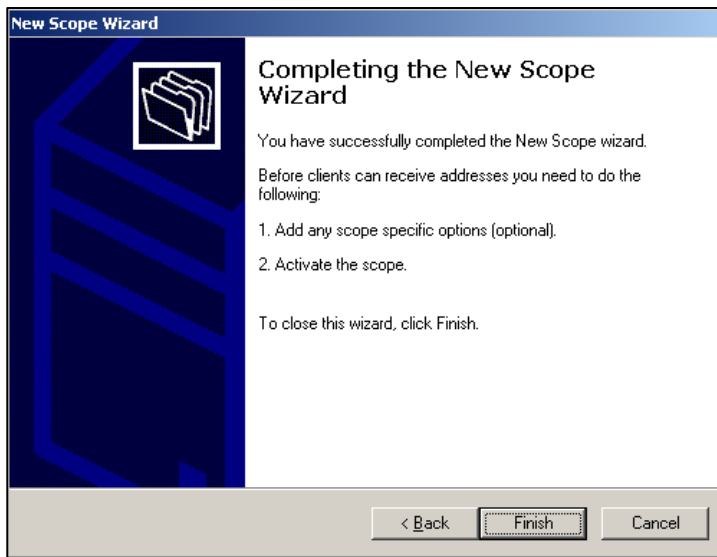 New Scope Wizard
Completing the New Scope
Wizard
You have successfully completed the New Scope wizard.
Before clients can receive addresses you need to do the
following:
1. Add any scope specific options (optional).
2. Activate the scope.
To close this wizard, click Finish.
< Back
Finish
Cancel